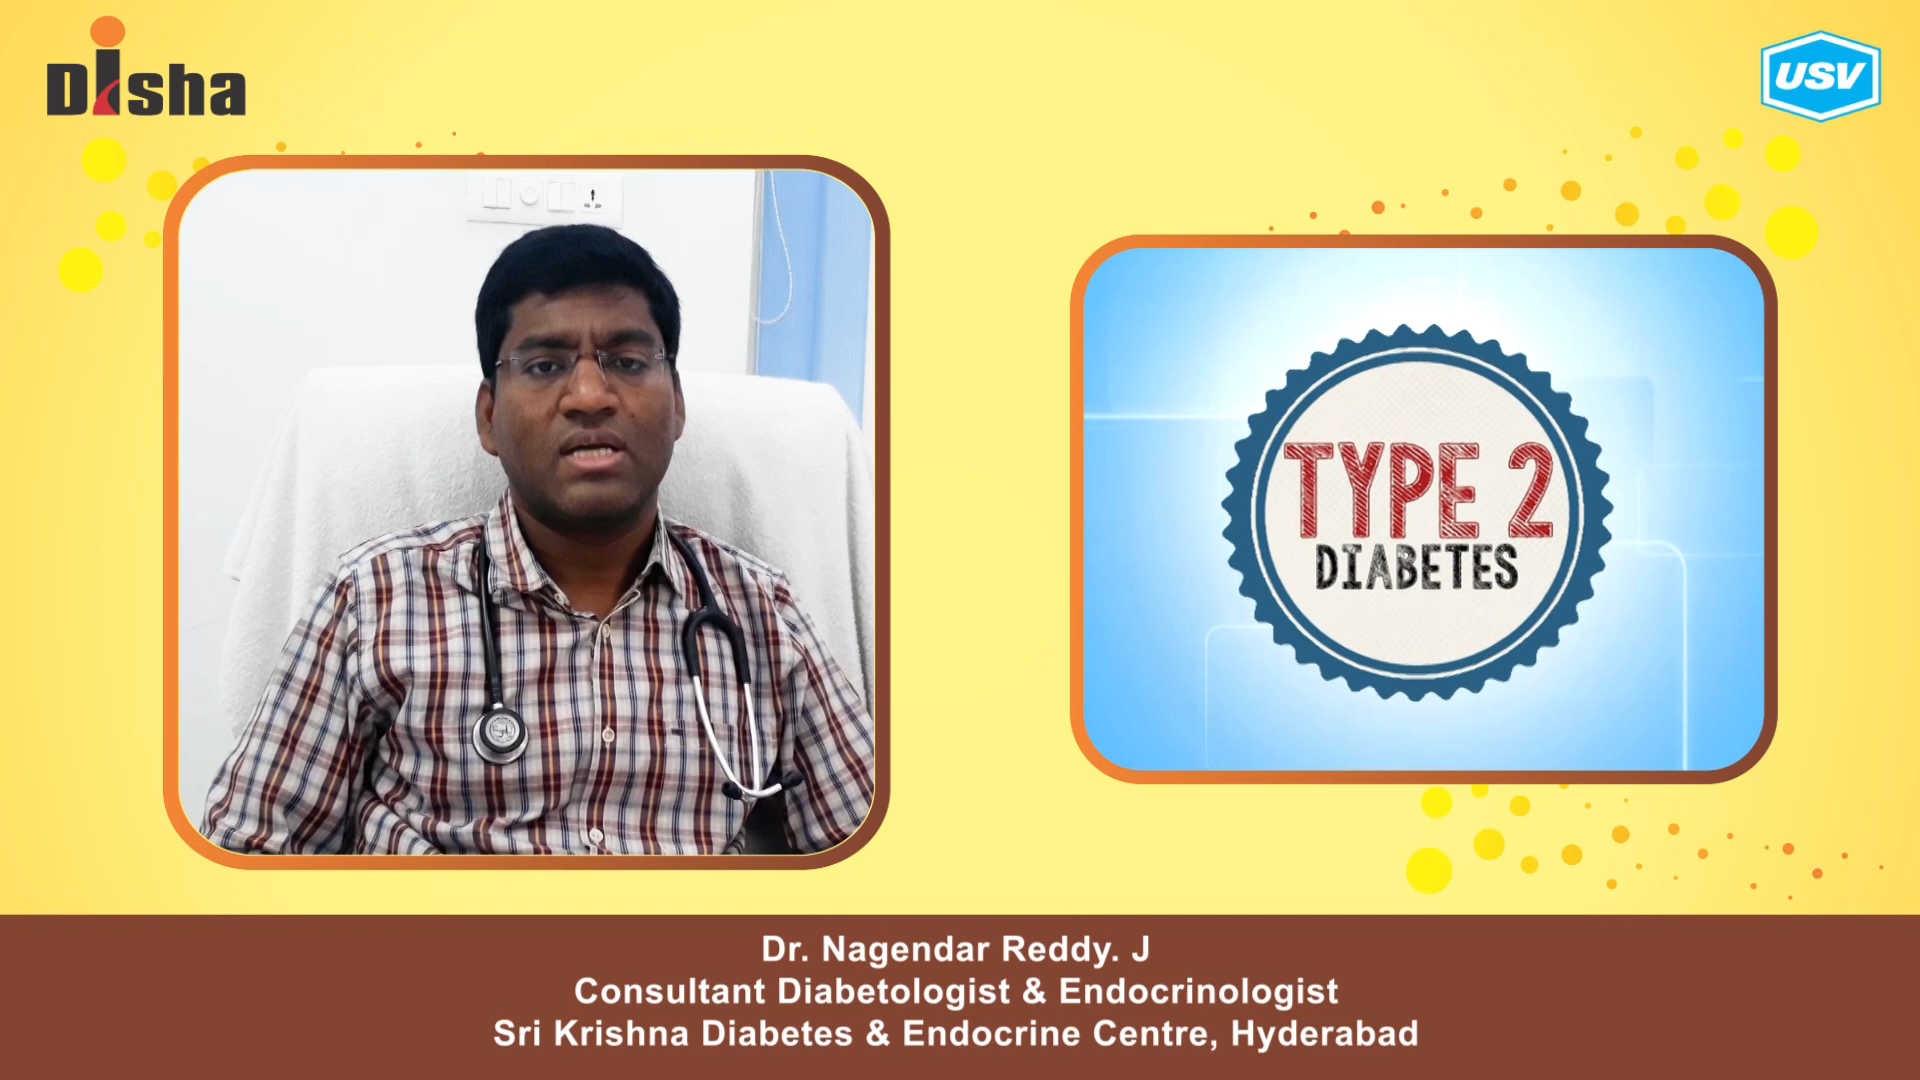 Disha
USV
TYPE 2
DIABETES
Dr. Nagendar Reddy. J
Consultant Diabetologist & Endocrinologist
Sri Krishna Diabetes & Endocrine Centre, Hyderabad